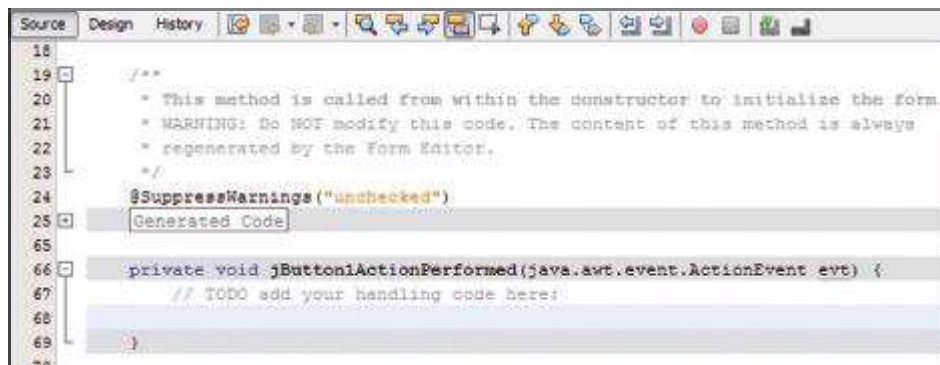 Source Design History
18
19 /**
20 * This method is called from within the constructor to initialize the form
21 * WARNING: Do NOT modify this code. The content of this method is always
22 * regenerated by the Form Editor.
23 */
24 @SuppressWarnings("unchecked")
25 Generated Code
65
66 private void jButton1ActionPerformed(java.awt.event.ActionEvent evt) {
67 // TODO add your handling code here:
68
69 }